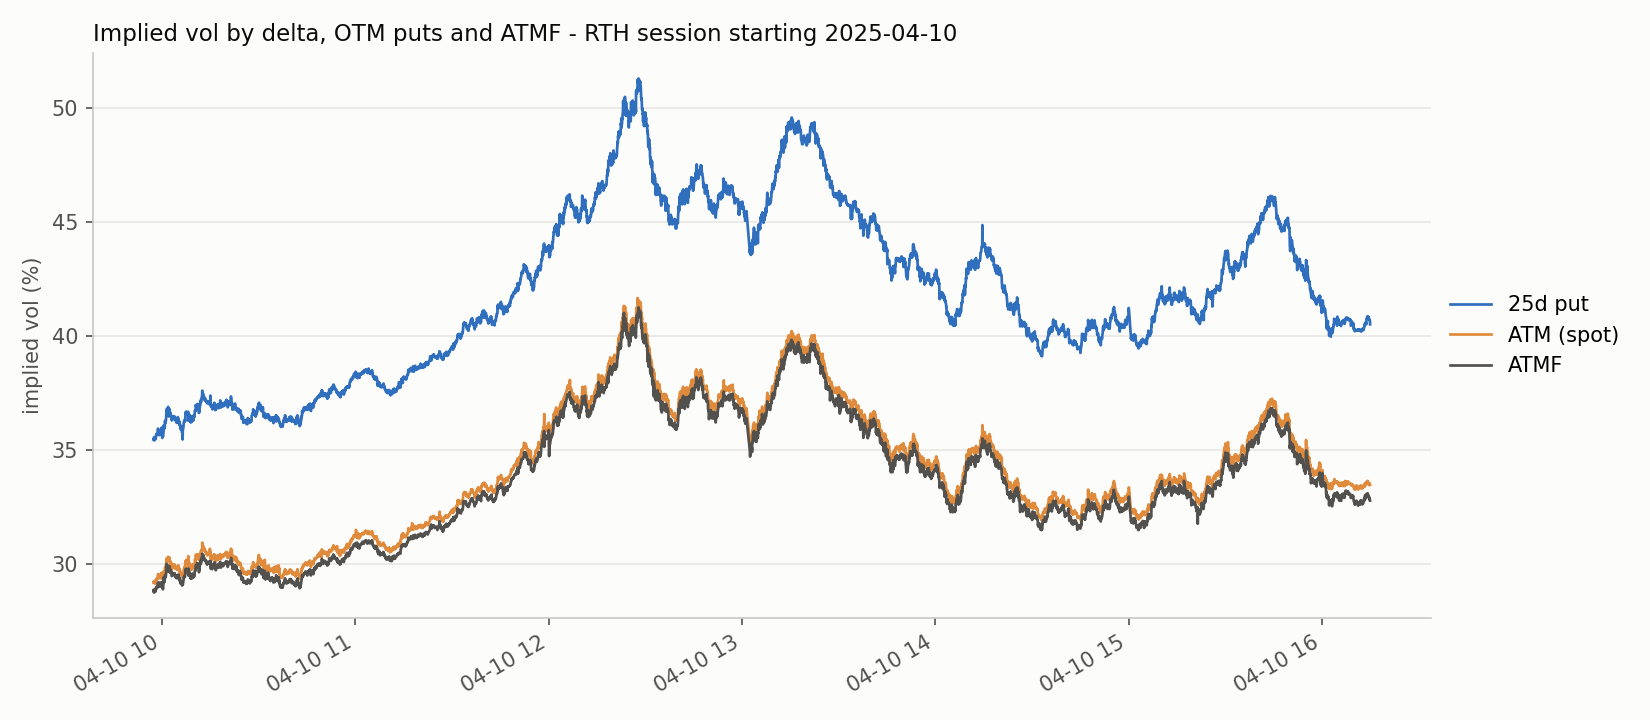 Implied vol by delta, OTM puts and ATMF - RTH session starting 2025-04-10
implied vol (%)
50
45
40
35
30
04-10 10
04-10 11
04-10 12
04-10 13
04-10 14
04-10 15
04-10 16
25d put
ATM (spot)
ATMF